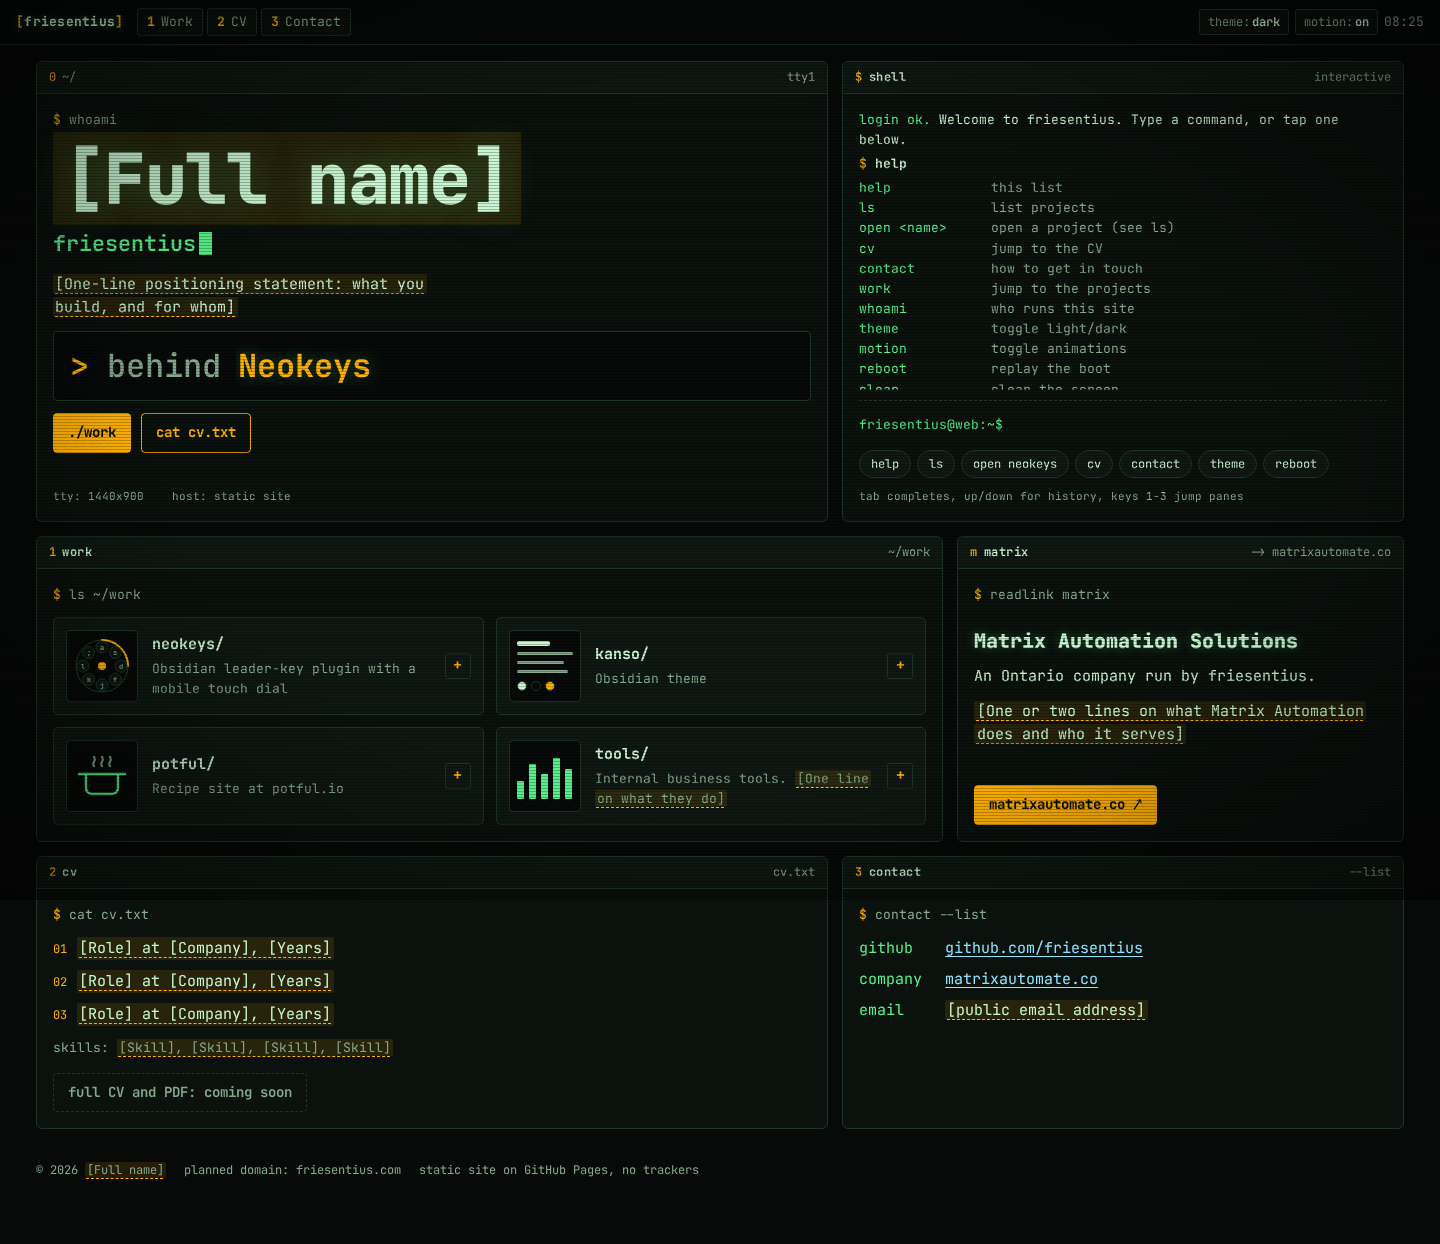 [friesentius] 1 Work 2 CV 3 Contact theme:dark motion:on 08:25
0 ~/ tty1
$ whoami
[Full name]
friesentius
[One-line positioning statement: what you
build, and for whom]
> behind Neokeys
./work cat cv.txt
tty: 1440x900 host: static site
$ shell interactive
login ok. Welcome to friesentius. Type a command, or tap one
below.
$ help
help this list
ls list projects
open <name> open a project (see ls)
cv jump to the CV
contact how to get in touch
work jump to the projects
whoami who runs this site
theme toggle light/dark
motion toggle animations
reboot replay the boot
clear clear the screen
friesentius@web:~$
help ls open neokeys cv contact theme reboot
tab completes, up/down for history, keys 1-3 jump panes
1 work ~/work
$ ls ~/work
neokeys/
Obsidian leader-key plugin with a
mobile touch dial
+
kanso/
Obsidian theme
+
potful/
Recipe site at potful.io
+
tools/
Internal business tools. [One line
on what they do]
+
m matrix → matrixautomate.co
$ readlink matrix
Matrix Automation Solutions
An Ontario company run by friesentius.
[One or two lines on what Matrix Automation
does and who it serves]
matrixautomate.co ↗
2 cv cv.txt
$ cat cv.txt
01 [Role] at [Company], [Years]
02 [Role] at [Company], [Years]
03 [Role] at [Company], [Years]
skills: [Skill], [Skill], [Skill], [Skill]
full CV and PDF: coming soon
3 contact --list
$ contact --list
github github.com/friesentius
company matrixautomate.co
email [public email address]
© 2026 [Full name] planned domain: friesentius.com static site on GitHub Pages, no trackers